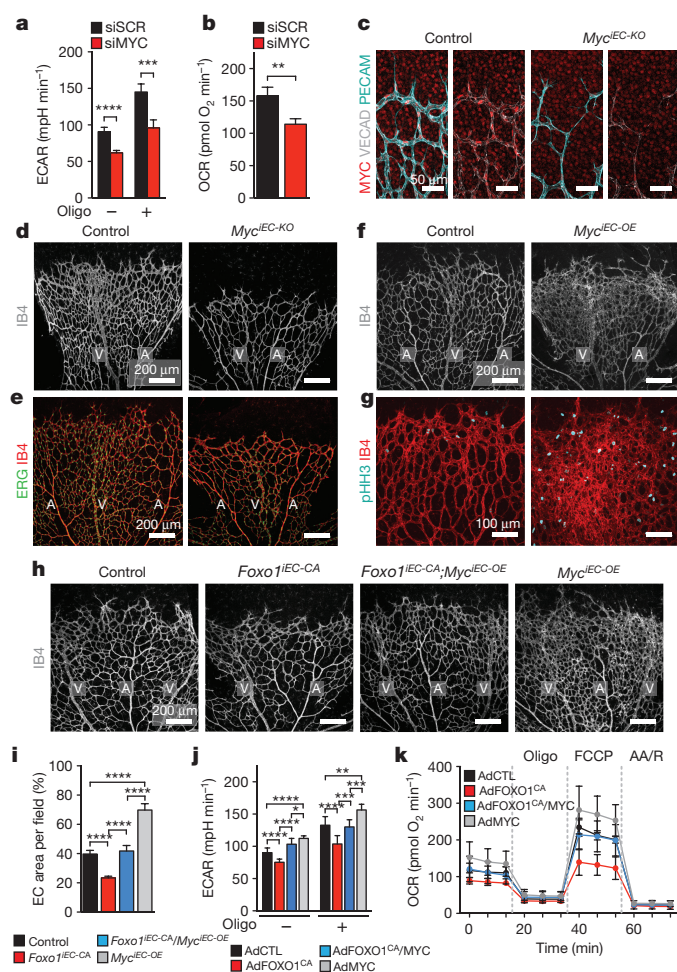 a
siSCR
siMYC
ECAR (mpH min⁻¹)
200
150
100
50
0
****
***
Oligo
−
+
b
siSCR
siMYC
OCR (pmol O₂ min⁻¹)
200
150
100
50
0
**
c
Control
Myc^iEC-KO
MYC VECAD PECAM
50 μm
d
Control
Myc^iEC-KO
IB4
V
A
200 μm
V
A
f
Control
Myc^iEC-OE
IB4
A
V
200 μm
V
A
e
ERG IB4
A
V
A
200 μm
A
V
A
g
pHH3 IB4
100 μm
h
Control
Foxo1^iEC-CA
Foxo1^iEC-CA;Myc^iEC-OE
Myc^iEC-OE
IB4
V
A
V
200 μm
V
A
V
A
V
V
A
V
i
EC area per field (%)
100
80
60
40
20
0
****
****
****
****
Control
Foxo1^iEC-CA
Foxo1^iEC-CA/Myc^iEC-OE
Myc^iEC-OE
j
ECAR (mpH min⁻¹)
200
150
100
50
0
****
*
****
****
**
***
***
****
Oligo
−
+
AdCTL
AdFOXO1^CA
AdFOXO1^CA/MYC
AdMYC
k
Oligo
FCCP
AA/R
AdCTL
AdFOXO1^CA
AdFOXO1^CA/MYC
AdMYC
OCR (pmol O₂ min⁻¹)
400
300
200
100
0
0
20
40
60
Time (min)